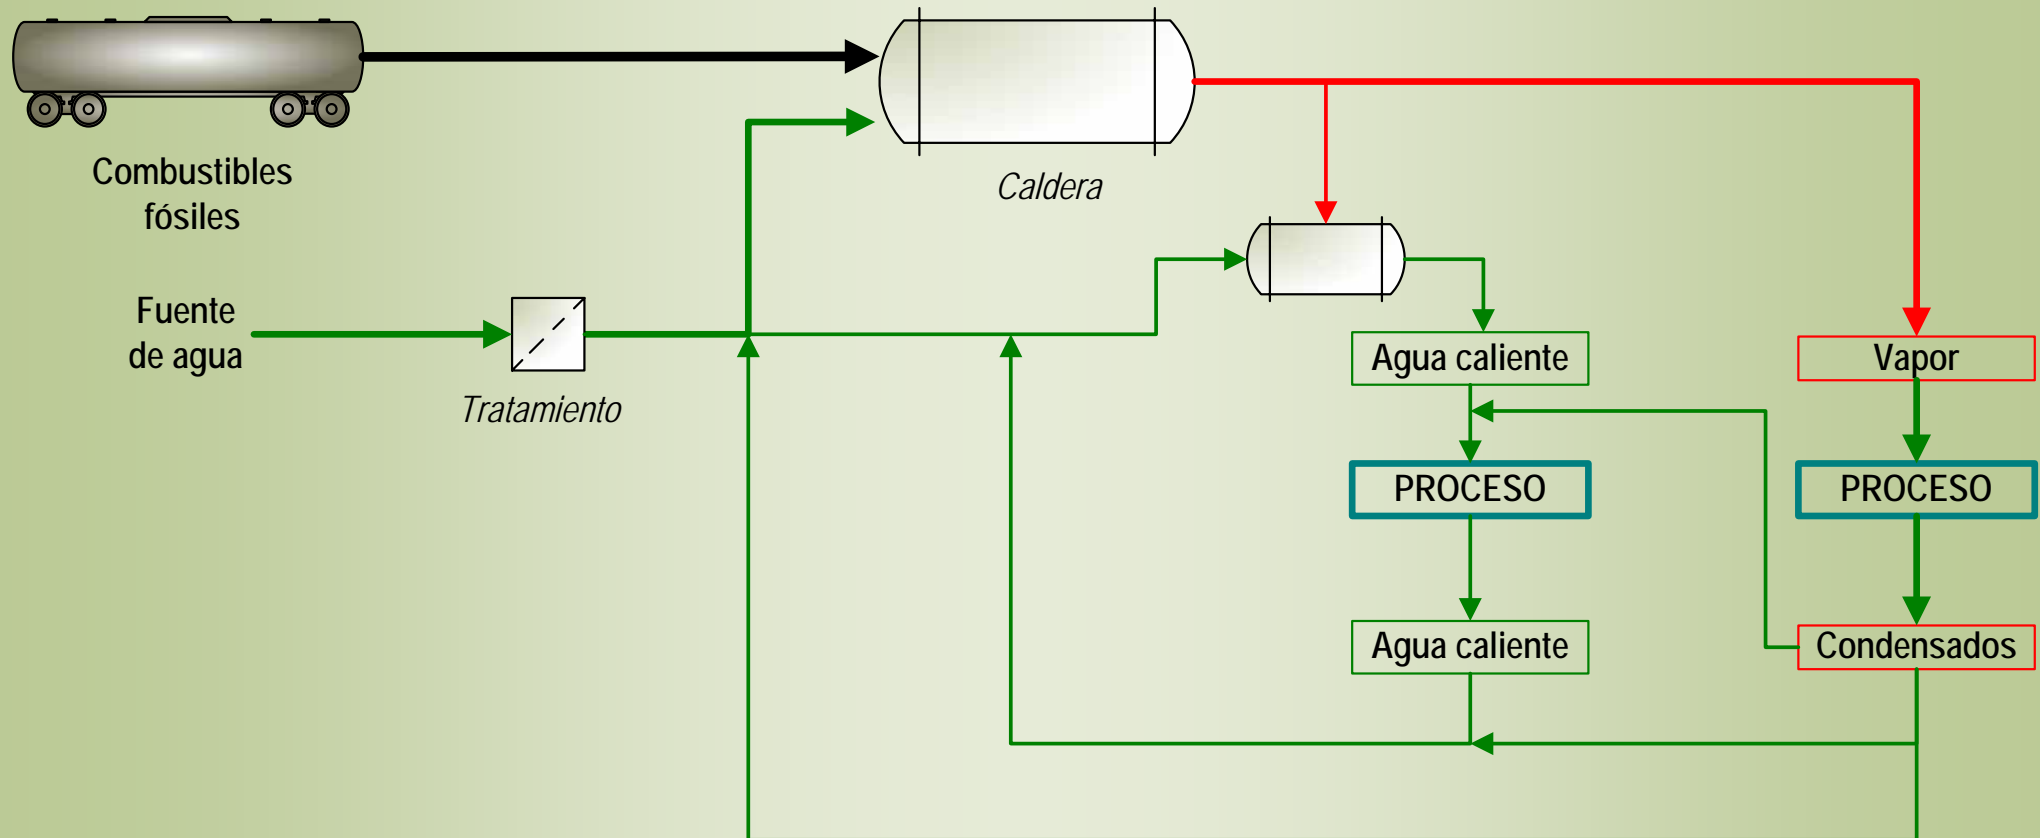 Combustibles
fósiles
Caldera
Fuente
de agua
Tratamiento
Agua caliente
Vapor
PROCESO
PROCESO
Agua caliente
Condensados